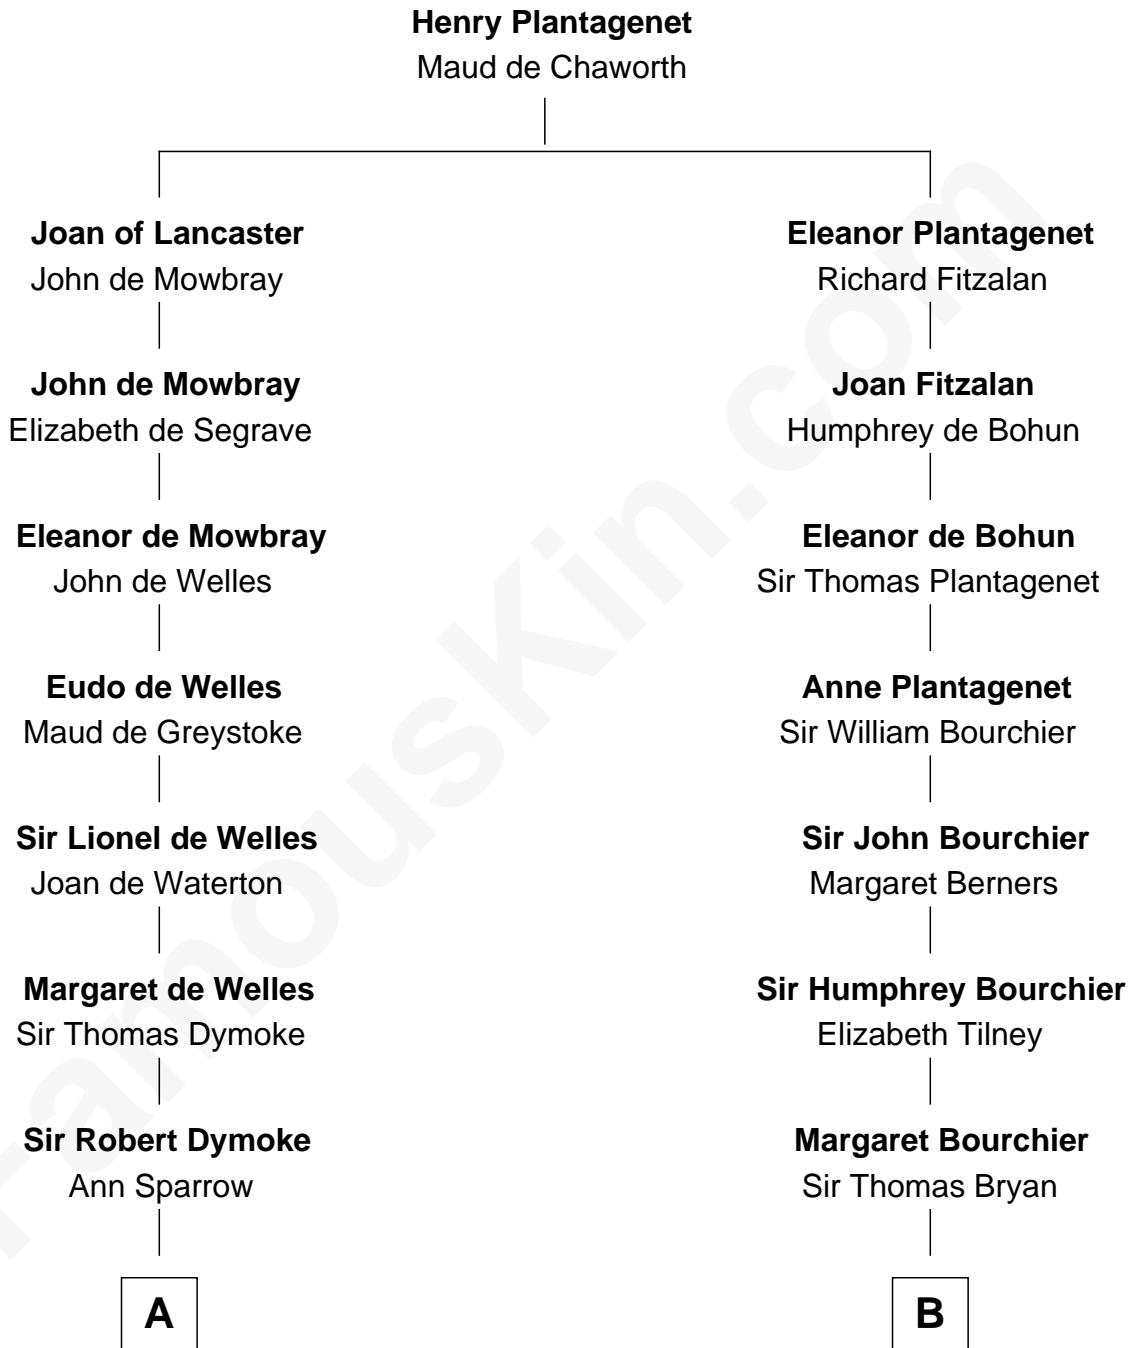 Henry Plantagenet
Maud de Chaworth
Joan of Lancaster
John de Mowbray
Eleanor Plantagenet
Richard Fitzalan
John de Mowbray
Elizabeth de Segrave
Joan Fitzalan
Humphrey de Bohun
Eleanor de Mowbray
John de Welles
Eleanor de Bohun
Sir Thomas Plantagenet
Eudo de Welles
Maud de Greystoke
Anne Plantagenet
Sir William Bourchier
Sir Lionel de Welles
Joan de Waterton
Sir John Bourchier
Margaret Berners
Margaret de Welles
Sir Thomas Dymoke
Sir Humphrey Bourchier
Elizabeth Tilney
Sir Robert Dymoke
Ann Sparrow
Margaret Bourchier
Sir Thomas Bryan
A
B
FamousKin.com